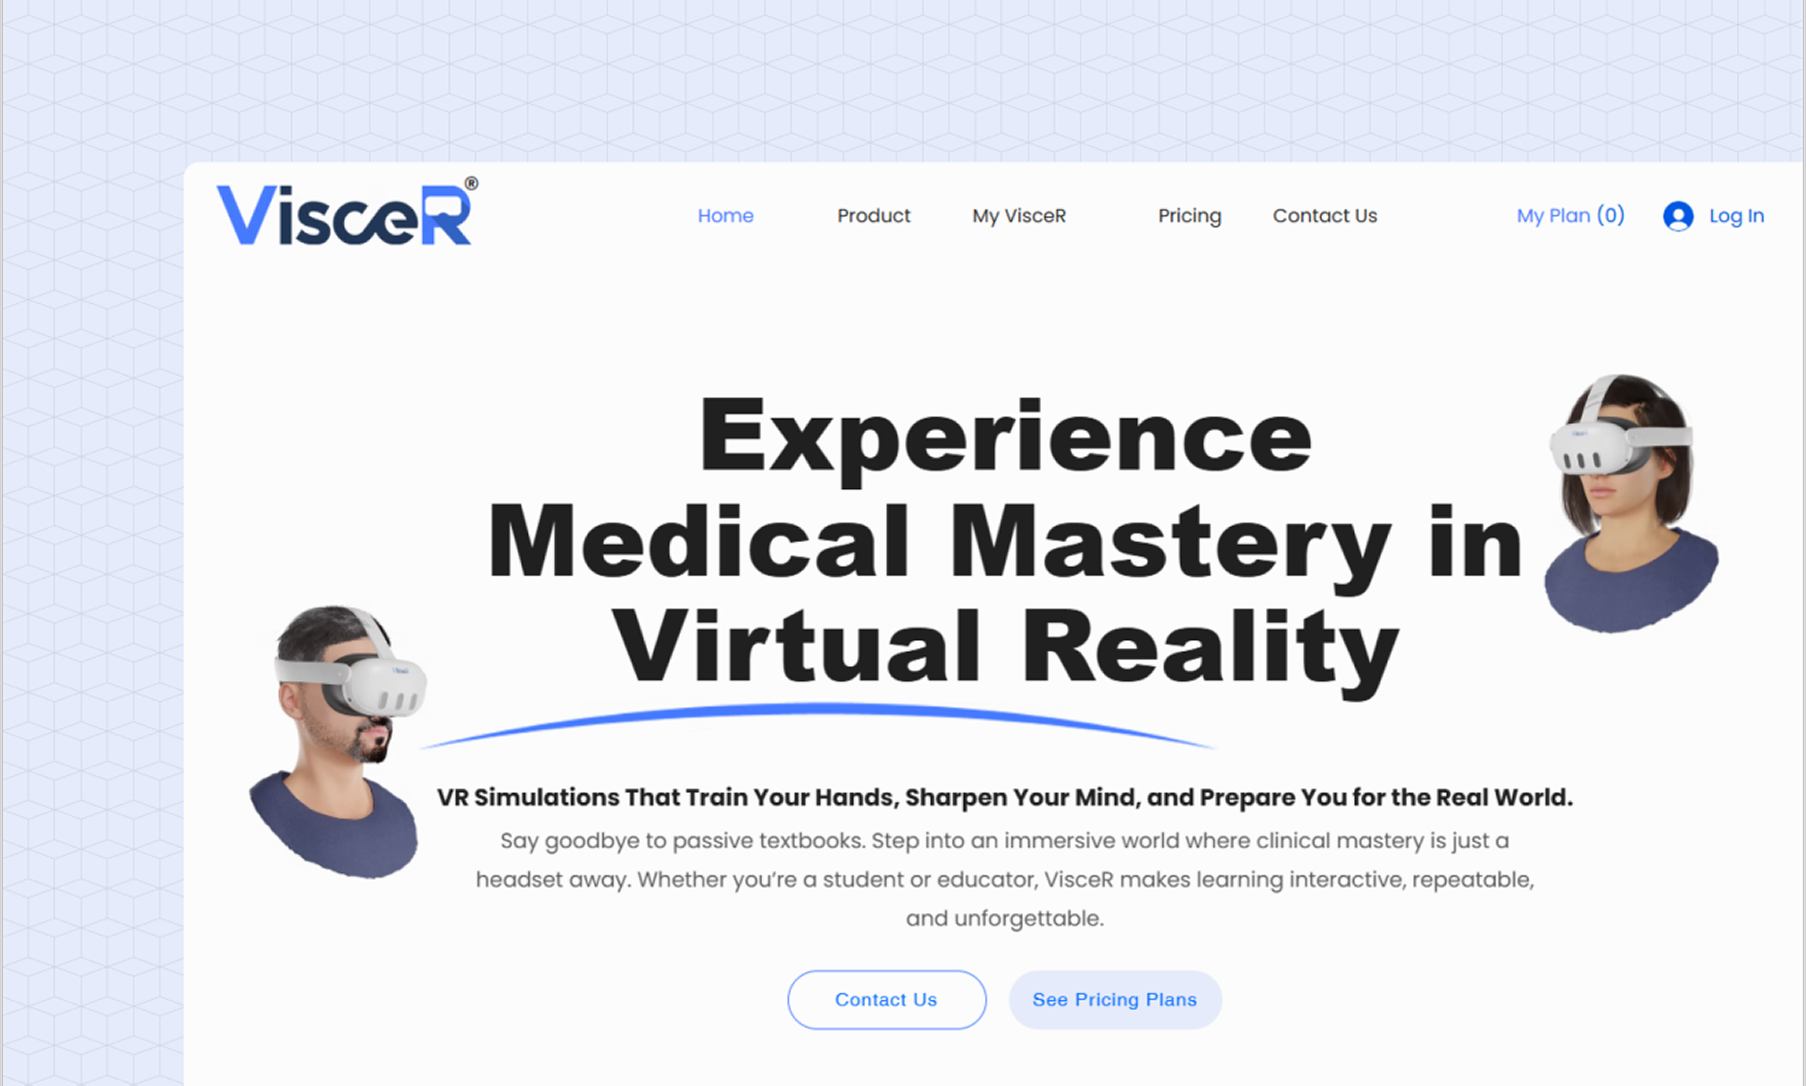 VisceR®
Home Product My VisceR Pricing Contact Us My Plan (0) Log In
Experience
Medical Mastery in
Virtual Reality
VR Simulations That Train Your Hands, Sharpen Your Mind, and Prepare You for the Real World.
Say goodbye to passive textbooks. Step into an immersive world where clinical mastery is just a
headset away. Whether you’re a student or educator, VisceR makes learning interactive, repeatable,
and unforgettable.
Contact Us See Pricing Plans